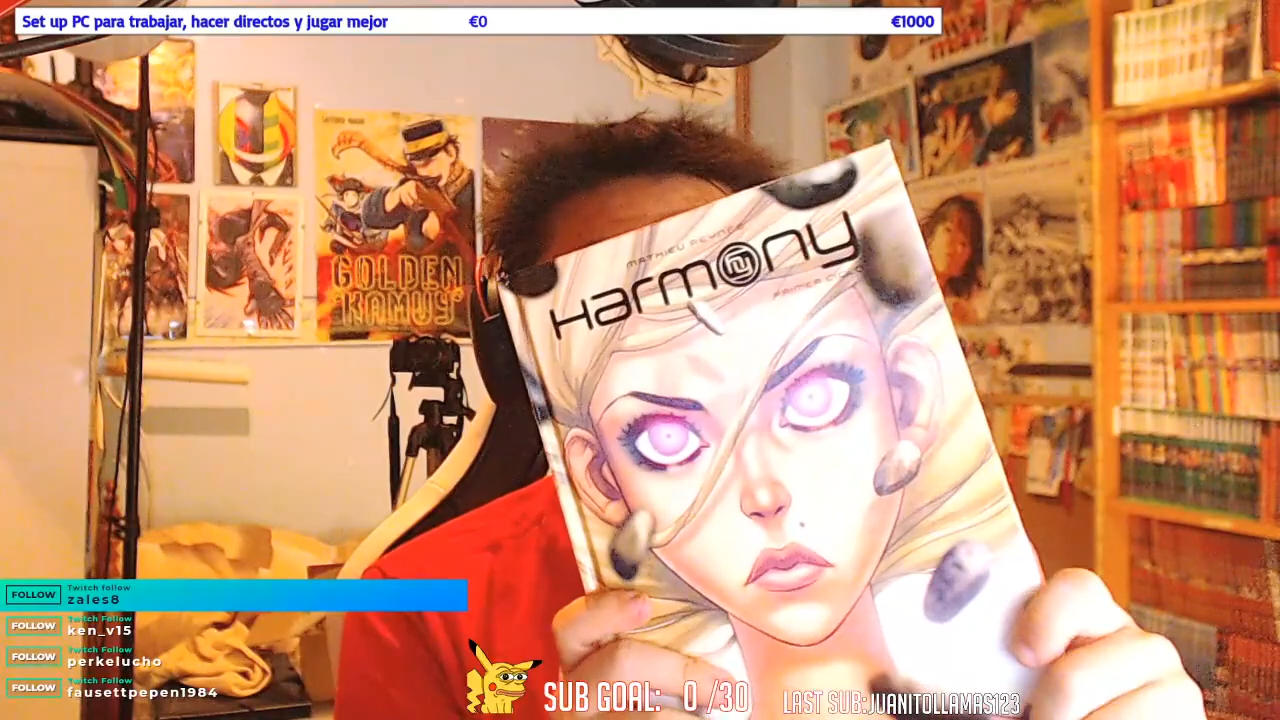 Set up PC para trabajar, hacer directos y jugar mejor €0 €1000
GOLDEN
KAMUY
MATHIEU REYNÈS
HARMONY
PRIMER CICLO
FOLLOW Twitch follow
zales8
FOLLOW Twitch Follow
ken_v15
FOLLOW Twitch Follow
perkelucho
FOLLOW Twitch Follow
fausettpepen1984
SUB GOAL: 0 /30 LAST SUB:JUANITOLLAMAS123